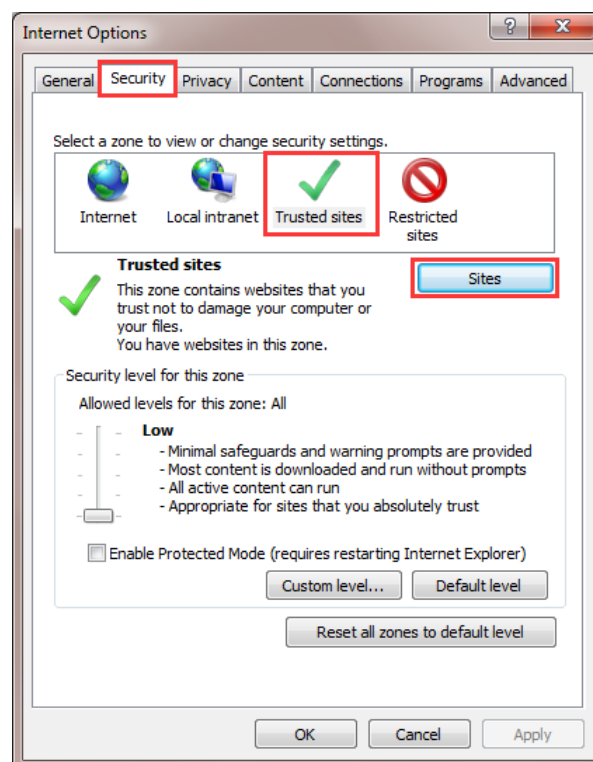 Internet Options
General Security Privacy Content Connections Programs Advanced
Select a zone to view or change security settings.
Internet Local intranet Trusted sites Restricted
sites
Trusted sites
Sites
This zone contains websites that you
trust not to damage your computer or
your files.
You have websites in this zone.
Security level for this zone
Allowed levels for this zone: All
Low
- Minimal safeguards and warning prompts are provided
- Most content is downloaded and run without prompts
- All active content can run
- Appropriate for sites that you absolutely trust
Enable Protected Mode (requires restarting Internet Explorer)
Custom level... Default level
Reset all zones to default level
OK Cancel Apply